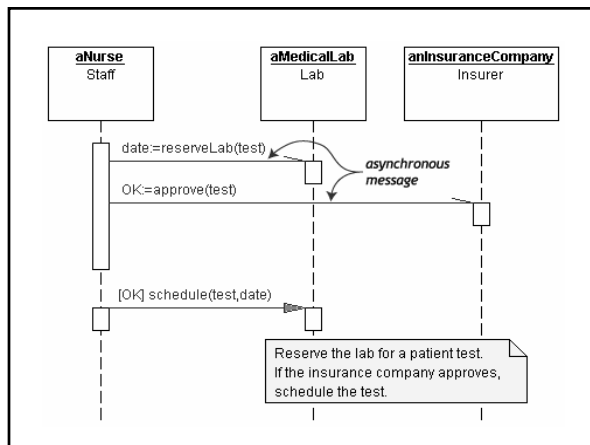 aNurse
Staff
aMedicalLab
Lab
anInsuranceCompany
Insurer
date:=reserveLab(test)
asynchronous
message
OK:=approve(test)
[OK] schedule(test,date)
Reserve the lab for a patient test.
If the insurance company approves,
schedule the test.